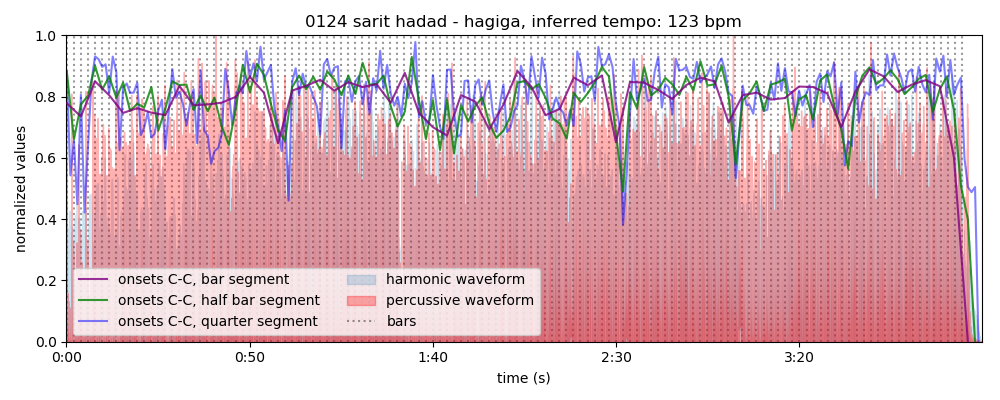 0124 sarit hadad - hagiga, inferred tempo: 123 bpm
normalized values
1.0
0.8
0.6
0.4
0.2
0.0
onsets C-C, bar segment
onsets C-C, half bar segment
onsets C-C, quarter segment
harmonic waveform
percussive waveform
bars
0:00 0:50 1:40 2:30 3:20
time (s)